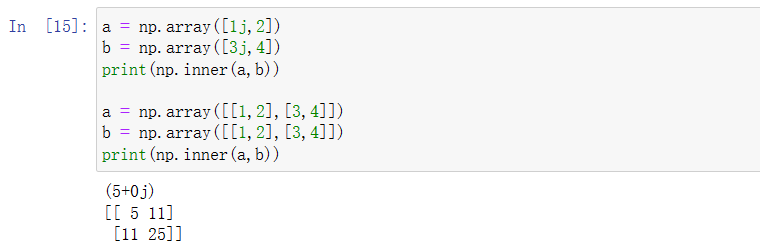 In [15]: a = np.array([1j,2])
b = np.array([3j,4])
print(np.inner(a,b))
a = np.array([[1,2],[3,4]])
b = np.array([[1,2],[3,4]])
print(np.inner(a,b))
(5+0j)
[[ 5 11]
 [11 25]]